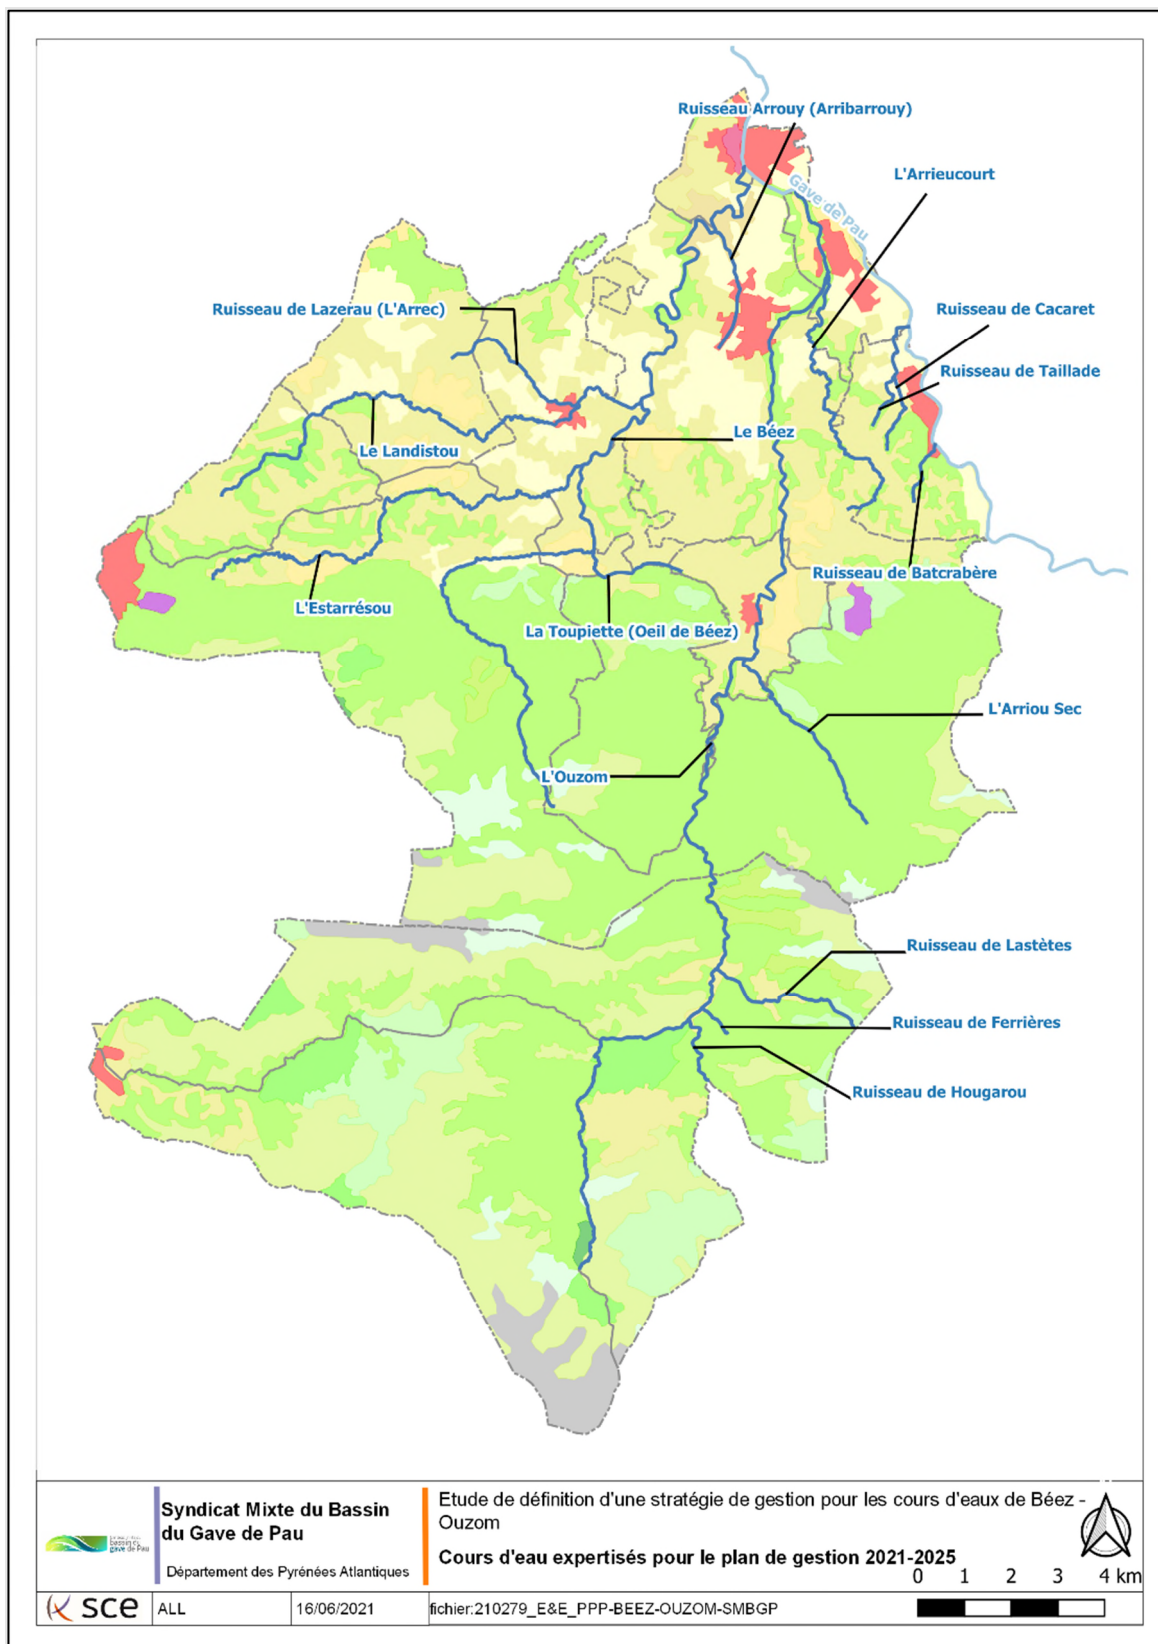 Ruisseau Arrouy (Arribarrouy)
L'Arrieucourt
Gave de Pau
Ruisseau de Lazerau (L'Arrec)
Ruisseau de Cacaret
Ruisseau de Taillade
Le Béez
Le Landistou
Ruisseau de Batcrabère
L'Estarrésou
La Toupiette (Oeil de Béez)
L'Arriou Sec
L'Ouzom
Ruisseau de Lastètes
Ruisseau de Ferrières
Ruisseau de Hougarou
Syndicat Mixte du Bassin
du Gave de Pau
Département des Pyrénées Atlantiques
Etude de définition d'une stratégie de gestion pour les cours d'eaux de Béez -
Ouzom
Cours d'eau expertisés pour le plan de gestion 2021-2025
0 1 2 3 4 km
bassin du
gave de Pau
sce
ALL
16/06/2021
fichier:210279_E&E_PPP-BEEZ-OUZOM-SMBGP